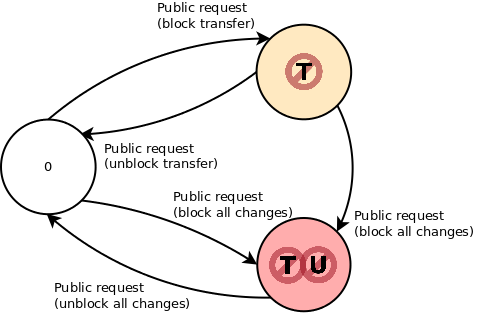 Public request
(block transfer)
T
Public request
(unblock transfer)
0
Public request
(block all changes)
Public request
(block all changes)
T U
Public request
(unblock all changes)